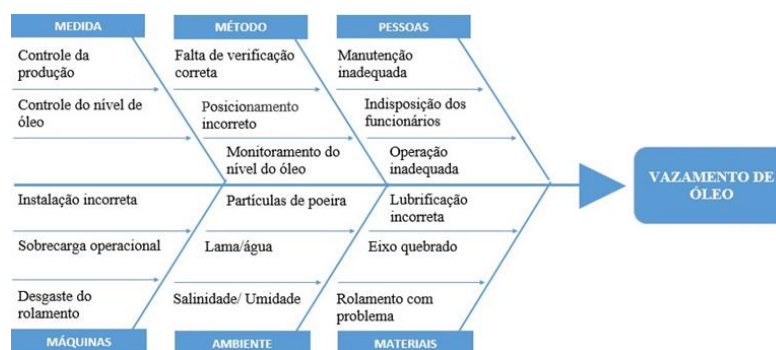 MEDIDA
MÉTODO
PESSOAS
Controle da
produção
Falta de verificação
correta
Manutenção
inadequada
Controle do nível de
óleo
Posicionamento
incorreto
Indisposição dos
funcionários
Monitoramento do
nível do óleo
Operação
inadequada
VAZAMENTO DE
ÓLEO
Instalação incorreta
Partículas de poeira
Lubrificação
incorreta
Sobrecarga operacional
Lama/água
Eixo quebrado
Desgaste do
rolamento
Salinidade/ Umidade
Rolamento com
problema
MÁQUINAS
AMBIENTE
MATERIAIS